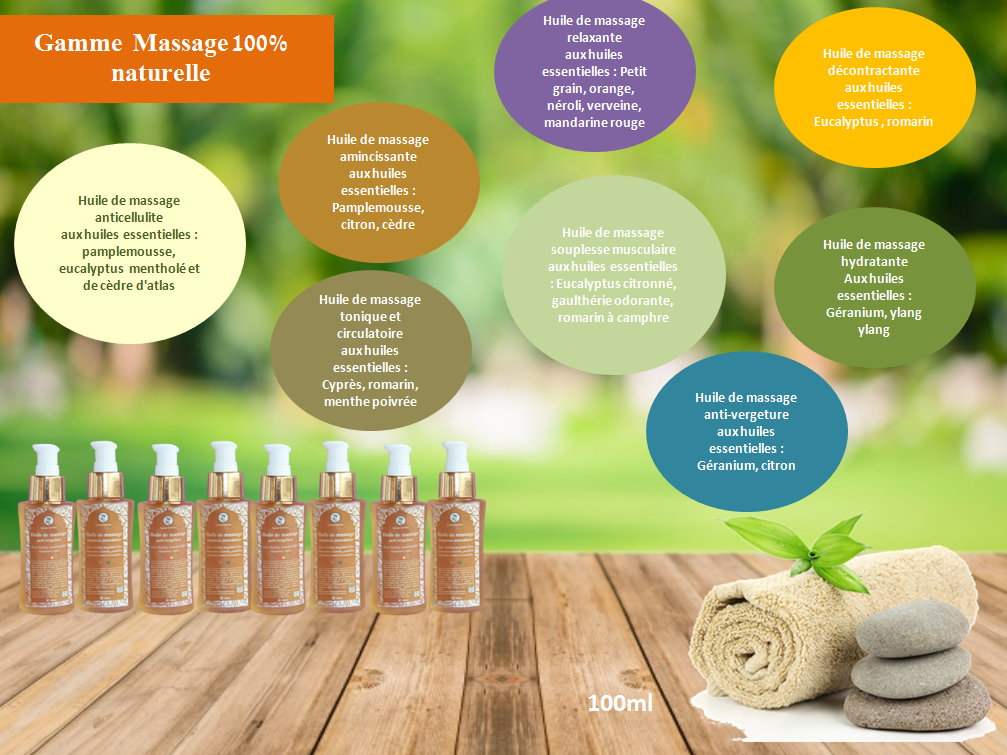 Gamme Massage 100%
naturelle
Huile de massage
anticellulite
aux huiles essentielles :
pamplemousse,
eucalyptus mentholé et
de cèdre d'atlas
Huile de massage
amincissante
aux huiles
essentielles :
Pamplemousse,
citron, cèdre
Huile de massage
tonique et
circulatoire
aux huiles
essentielles :
Cyprès, romarin,
menthe poivrée
Huile de massage
relaxante
aux huiles
essentielles : Petit
grain, orange,
néroli, verveine,
mandarine rouge
Huile de massage
souplesse musculaire
aux huiles essentielles
: Eucalyptus citronné,
gaulthérie odorante,
romarin à camphre
Huile de massage
décontractante
aux huiles
essentielles :
Eucalyptus , romarin
Huile de massage
hydratante
Aux huiles
essentielles :
Géranium, ylang
ylang
Huile de massage
anti-vergeture
aux huiles
essentielles :
Géranium, citron
100ml